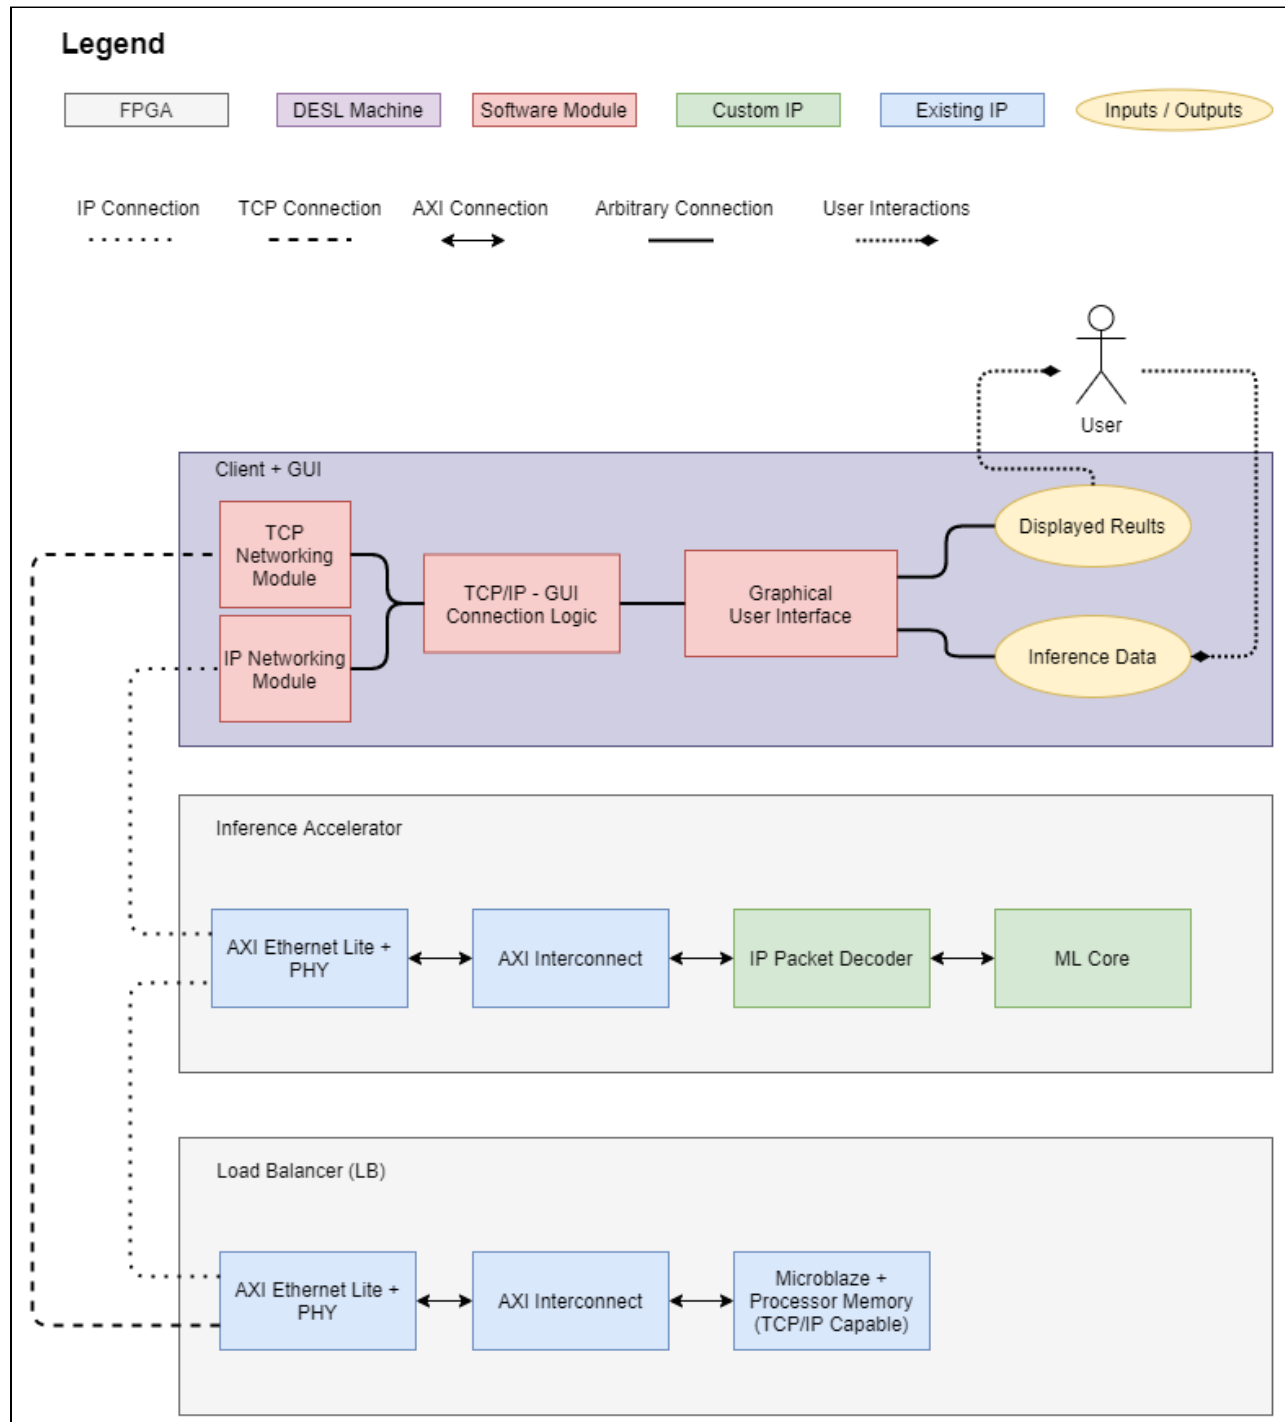 Legend
FPGA
DESL Machine
Software Module
Custom IP
Existing IP
Inputs / Outputs
IP Connection
TCP Connection
AXI Connection
Arbitrary Connection
User Interactions
User
Client + GUI
TCP
Networking
Module
IP Networking
Module
TCP/IP - GUI
Connection Logic
Graphical
User Interface
Displayed Reults
Inference Data
Inference Accelerator
AXI Ethernet Lite +
PHY
AXI Interconnect
IP Packet Decoder
ML Core
Load Balancer (LB)
AXI Ethernet Lite +
PHY
AXI Interconnect
Microblaze +
Processor Memory
(TCP/IP Capable)